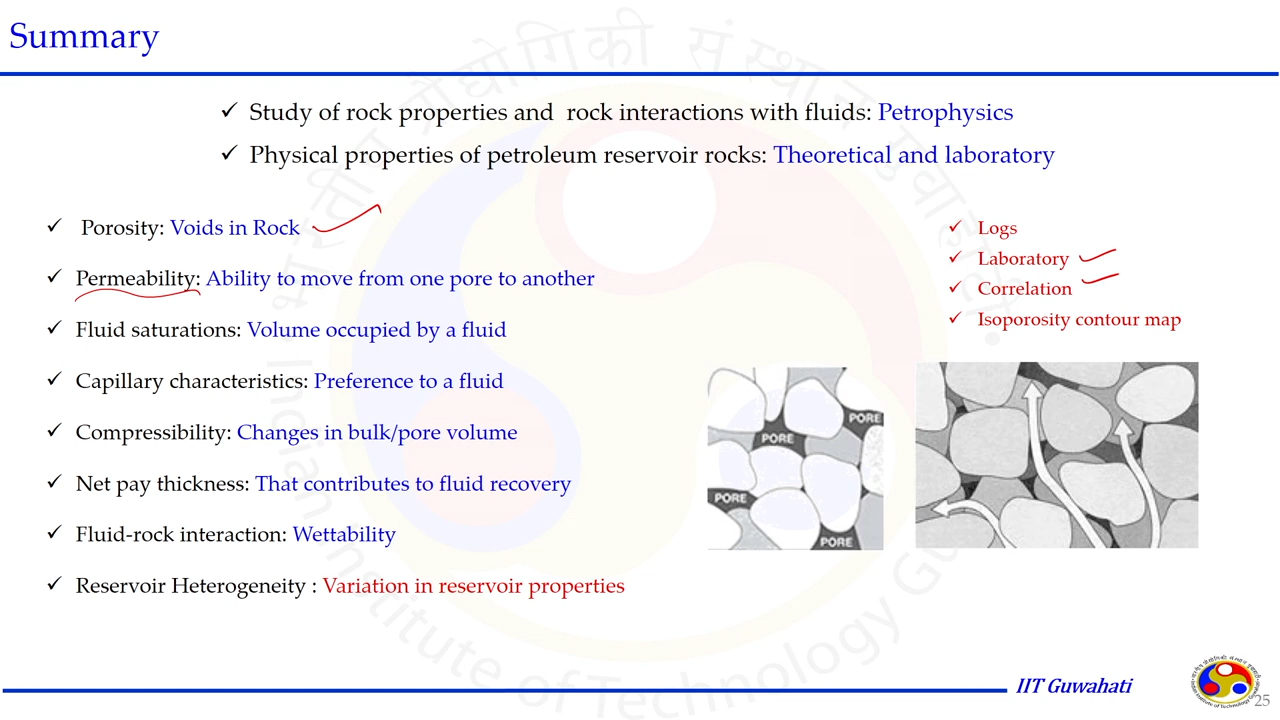 Summary
✓ Study of rock properties and rock interactions with fluids: Petrophysics
✓ Physical properties of petroleum reservoir rocks: Theoretical and laboratory
✓ Porosity: Voids in Rock
✓ Permeability: Ability to move from one pore to another
✓ Fluid saturations: Volume occupied by a fluid
✓ Capillary characteristics: Preference to a fluid
✓ Compressibility: Changes in bulk/pore volume
✓ Net pay thickness: That contributes to fluid recovery
✓ Fluid-rock interaction: Wettability
✓ Reservoir Heterogeneity : Variation in reservoir properties
✓ Logs
✓ Laboratory
✓ Correlation
✓ Isoporosity contour map
PORE
PORE
PORE
PORE
IIT Guwahati
25